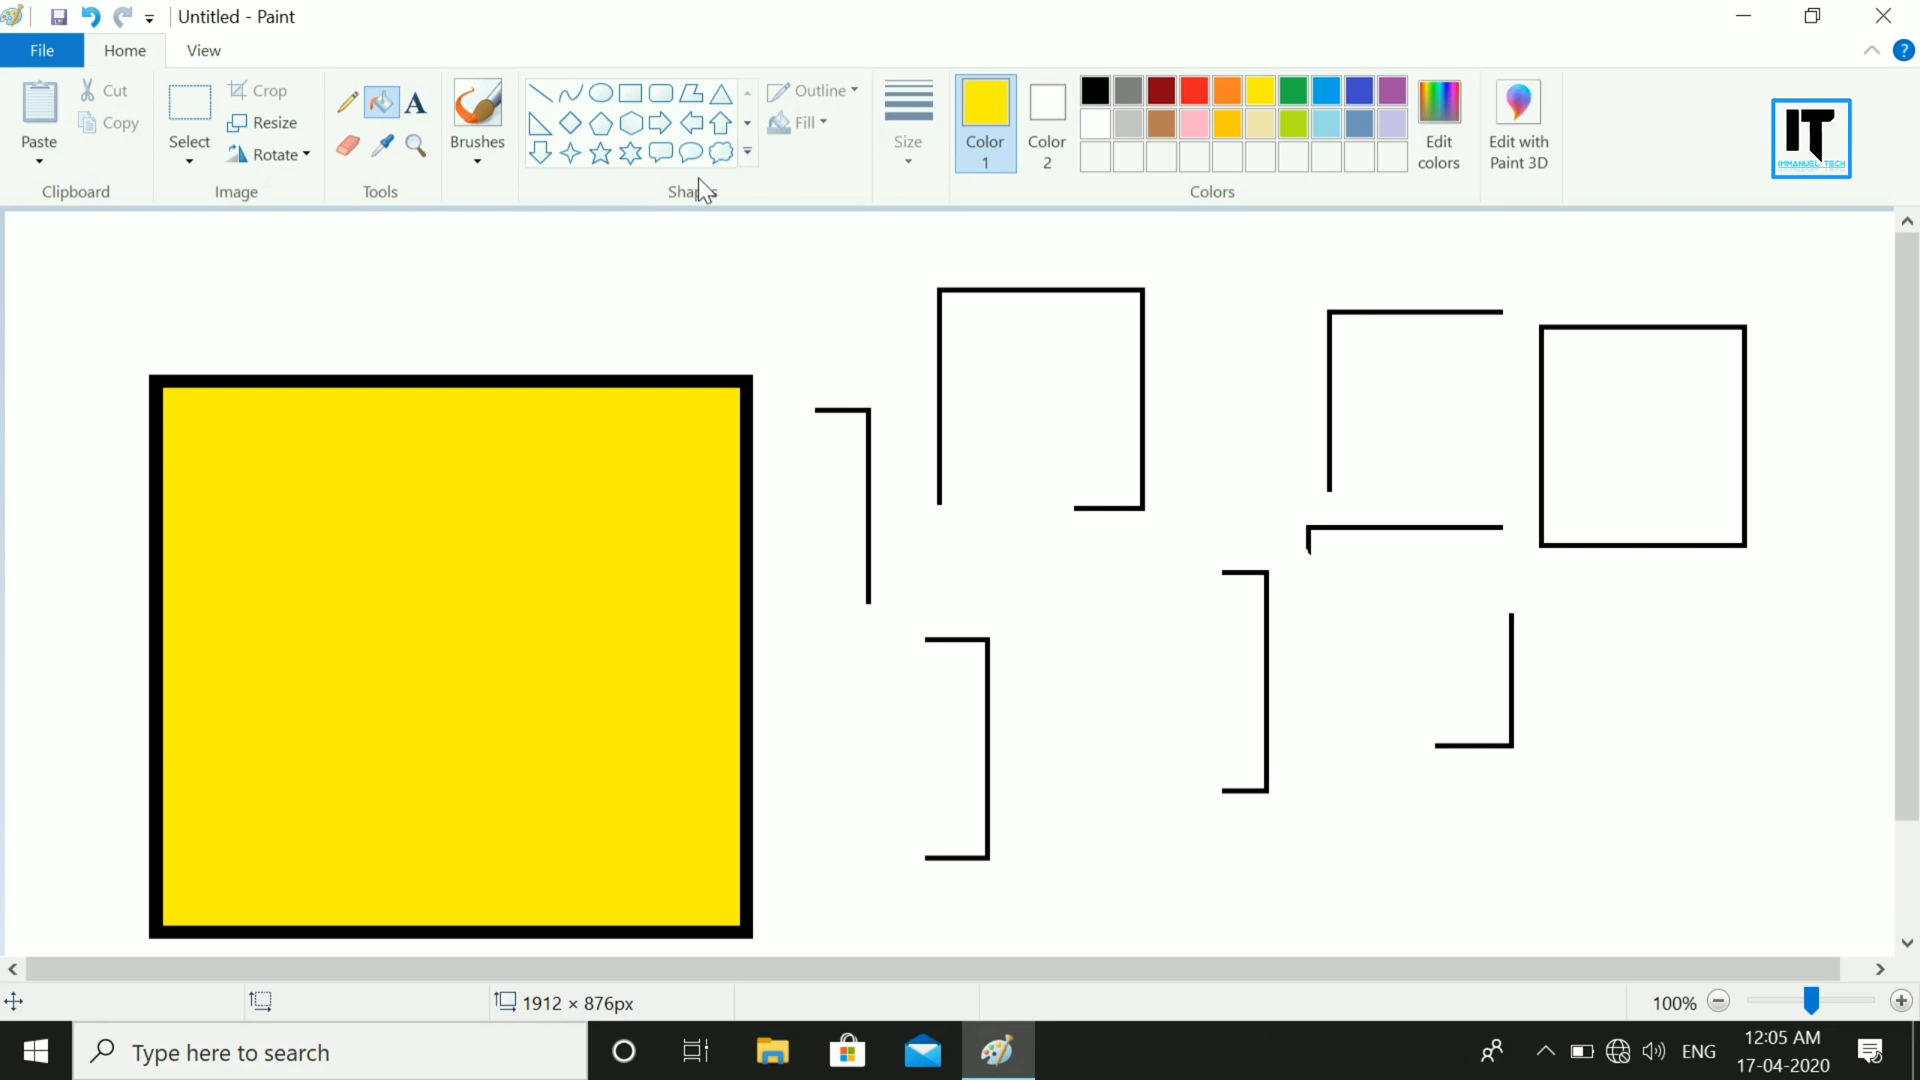 Untitled - Paint
File Home View
Paste
Cut
Copy
Clipboard
Select
Crop
Resize
Rotate
Image
A
Tools
Brushes
Outline
Fill
Shapes
Size
Color 1
Color 2
Colors
Edit colors
Edit with Paint 3D
IT
IMMANUEL TECH
1912 × 876px
100%
Type here to search
ENG
12:05 AM
17-04-2020